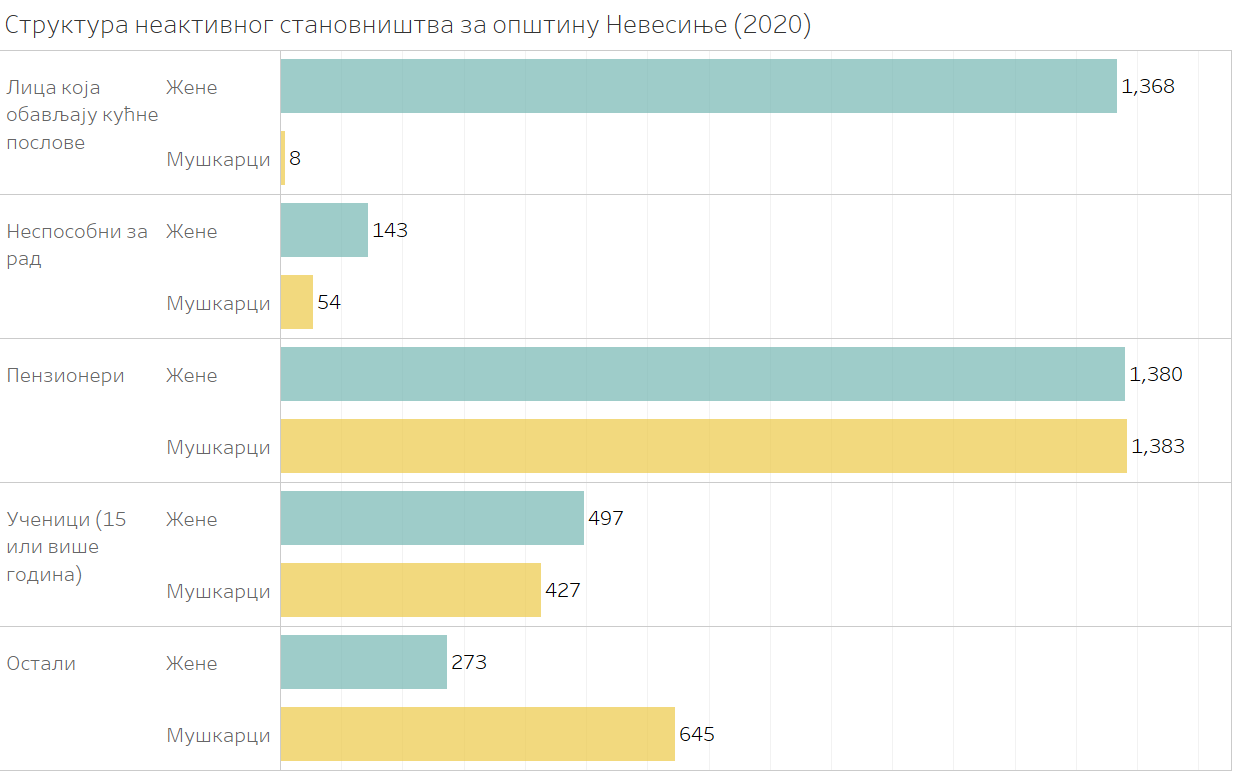 Структура неактивног становништва за општину Невесиње (2020)
Лица која
обављају кућне
послове
Жене
1,368
Мушкарци
8
Неспособни за
рад
Жене
143
Мушкарци
54
Пензионери
Жене
1,380
Мушкарци
1,383
Ученици (15
или више
година)
Жене
497
Мушкарци
427
Остали
Жене
273
Мушкарци
645